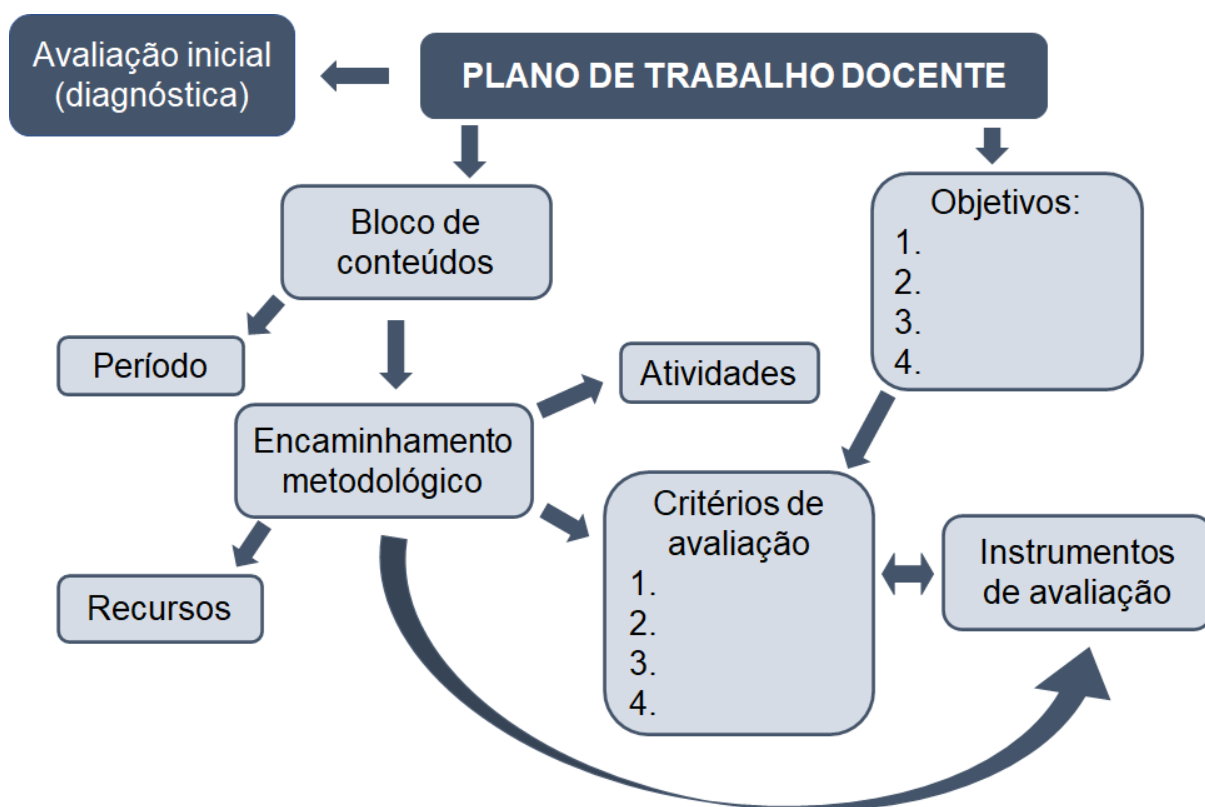 Avaliação inicial
(diagnóstica)
PLANO DE TRABALHO DOCENTE
Bloco de
conteúdos
Objetivos:
1.
2.
3.
4.
Período
Atividades
Encaminhamento
metodológico
Recursos
Critérios de
avaliação
1.
2.
3.
4.
Instrumentos
de avaliação